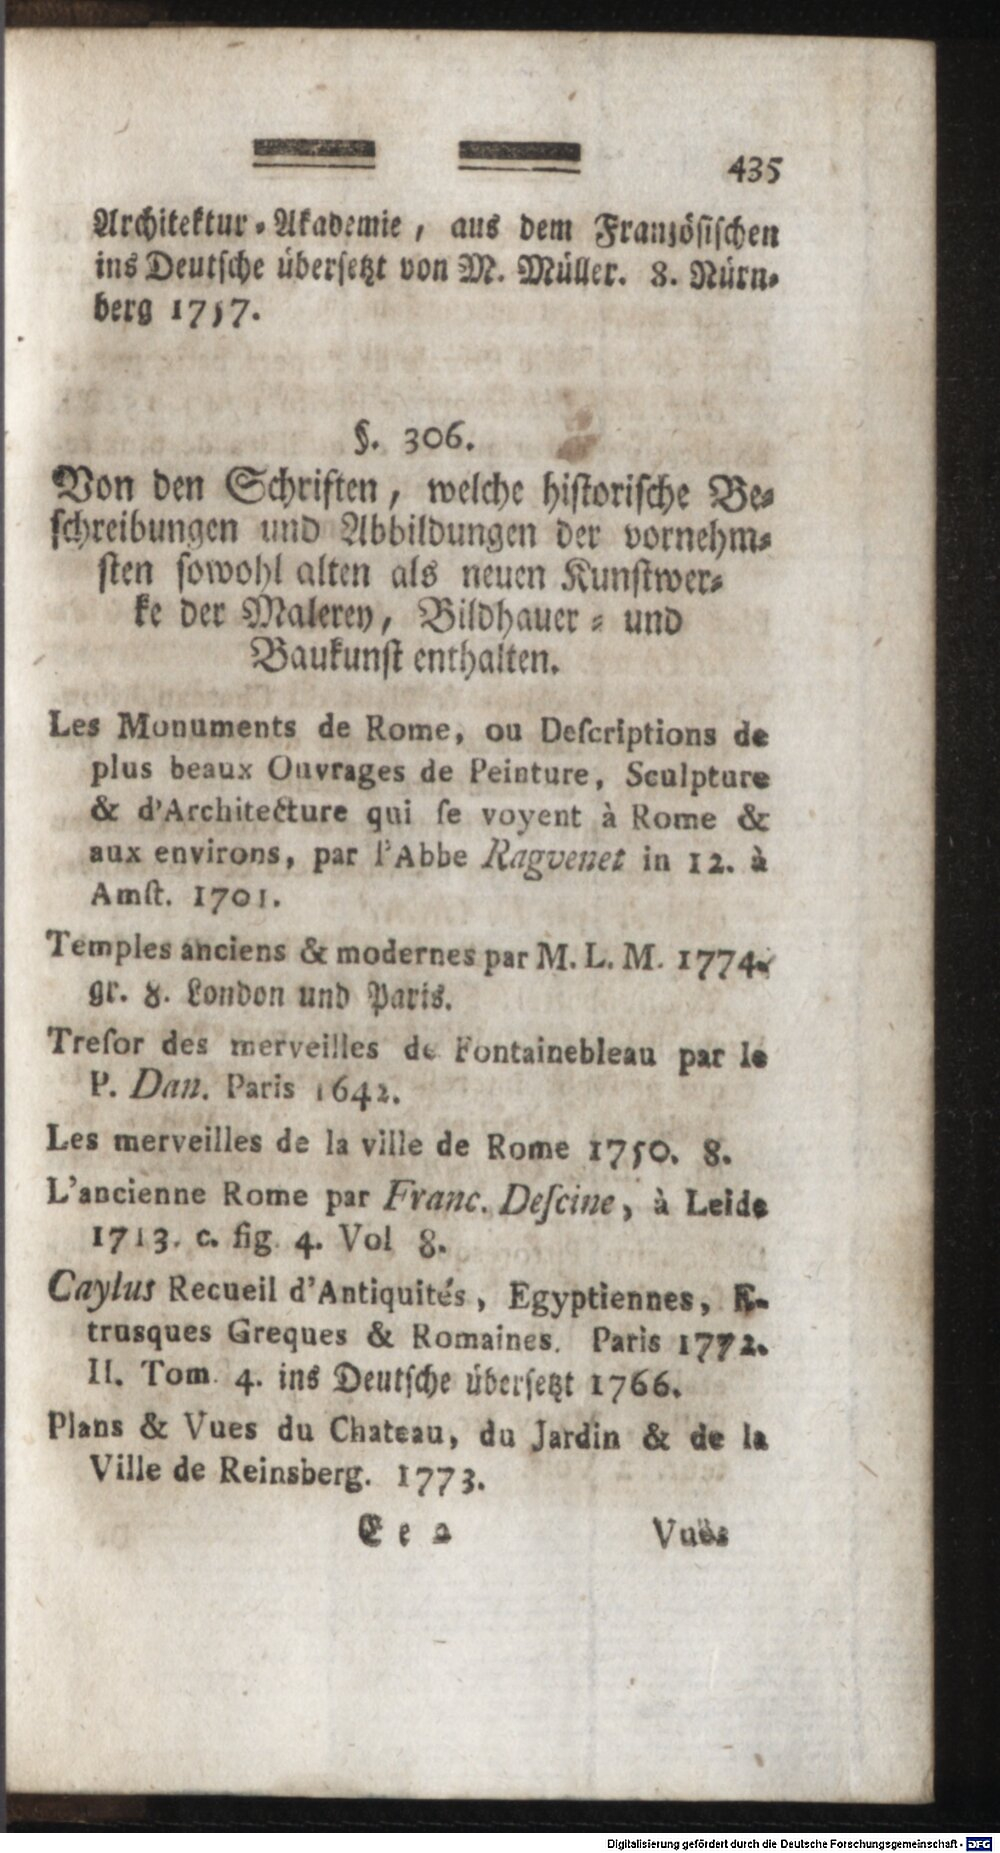 435
Architektur-Akademie, aus dem Französischen
ins Deutsche übersetzt von M. Müller. 8. Nürn-
berg 1757.
§. 306.
Von den Schriften, welche historische Be-
schreibungen und Abbildungen der vornehm-
sten sowohl alten als neuen Kunstwer-
ke der Malerey, Bildhauer- und
Baukunst enthalten.
Les Monuments de Rome, ou Deſcriptions de
plus beaux Ouvrages de Peinture, Sculpture
& d'Architecture qui ſe voyent à Rome &
aux environs, par l'Abbe Ragvenet in 12. à
Amſt. 1701.
Temples anciens & modernes par M. L. M. 1774.
gr. 8. London und Paris.
Treſor des merveilles de Fontainebleau par le
P. Dan. Paris 1642.
Les merveilles de la ville de Rome 1750. 8.
L'ancienne Rome par Franc. Deſcine, à Leide
1713. c. fig. 4. Vol 8.
Caylus Recueil d'Antiquités, Egyptiennes, E-
trusques Greques & Romaines. Paris 1772.
II. Tom. 4. ins Deutsche übersetzt 1766.
Plans & Vues du Chateau, du Jardin & de la
Ville de Reinsberg. 1773.
E e 2 Vuës
Digitalisierung gefördert durch die Deutsche Forschungsgemeinschaft - DFG